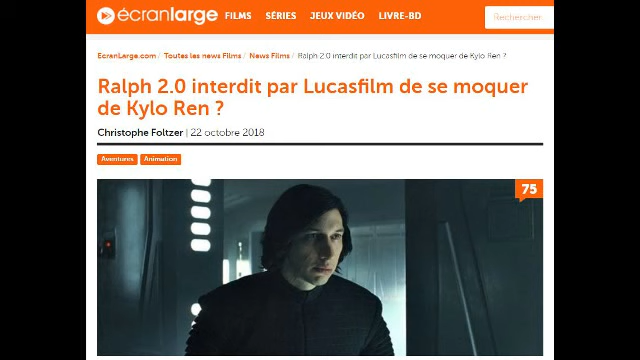 écranlarge FILMS SÉRIES JEUX VIDÉO LIVRE-BD Rechercher
EcranLarge.com / Toutes les news Films / News Films / Ralph 2.0 interdit par Lucasfilm de se moquer de Kylo Ren ?
Ralph 2.0 interdit par Lucasfilm de se moquer
de Kylo Ren ?
Christophe Foltzer | 22 octobre 2018
Aventures Animation
75